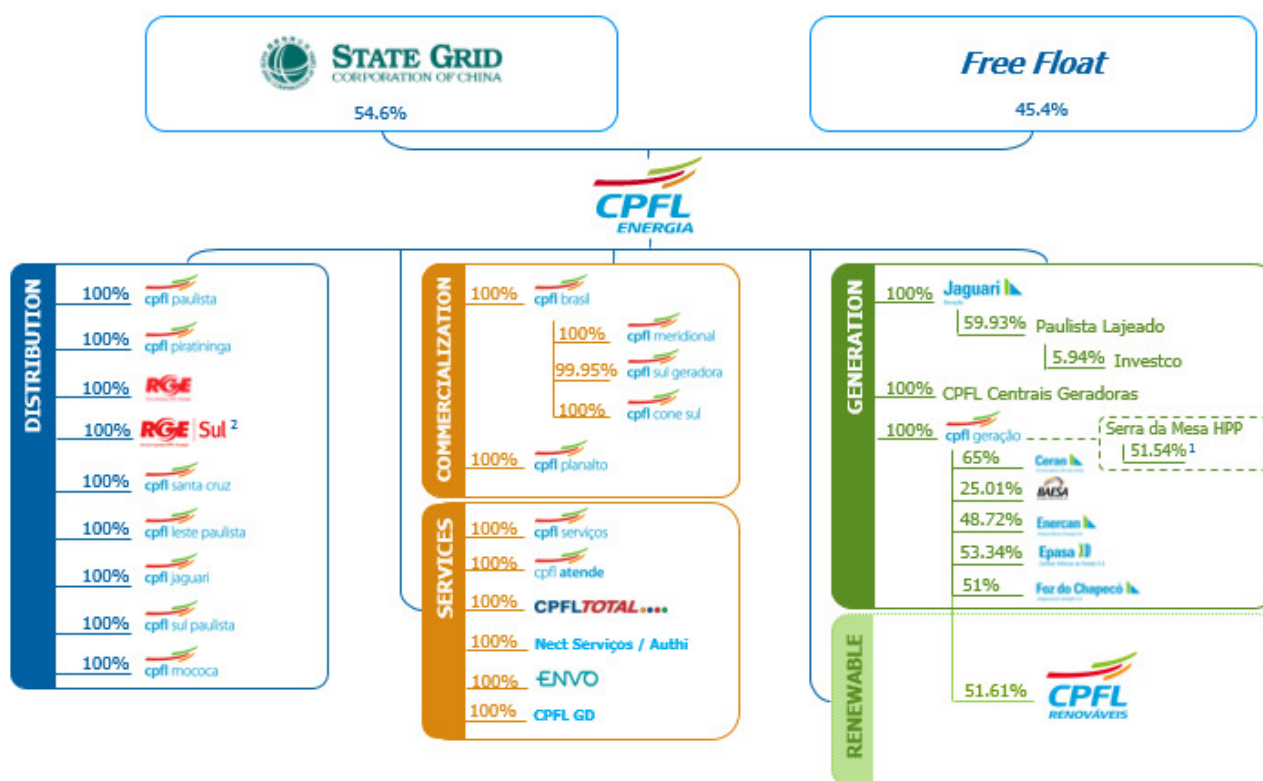 STATE GRID
CORPORATION OF CHINA
54.6%
Free Float
45.4%
CPFL
ENERGIA
DISTRIBUTION
100% cpfl paulista
100% cpfl piratininga
100% RGE
100% RGE Sul 2
100% cpfl santa cruz
100% cpfl leste paulista
100% cpfl jaguari
100% cpfl sul paulista
100% cpfl mococa
COMMERCIALIZATION
100% cpfl brasil
100% cpfl meridional
99.95% cpfl sul geradora
100% cpfl cone sul
100% cpfl planalto
SERVICES
100% cpfl serviços
100% cpfl atende
100% CPFLTOTAL
100% Nect Serviços / Authi
100% ENVO
100% CPFL GD
GENERATION
100% Jaguari
59.93% Paulista Lajeado
5.94% Investco
100% CPFL Centrais Geradoras
100% cpfl geração
Serra da Mesa HPP
51.54%1
65% Ceran
25.01% BAESA
48.72% Enercan
53.34% Epasa
51% Foz do Chapecó
RENEWABLE
51.61% CPFL
RENOVÁVEIS